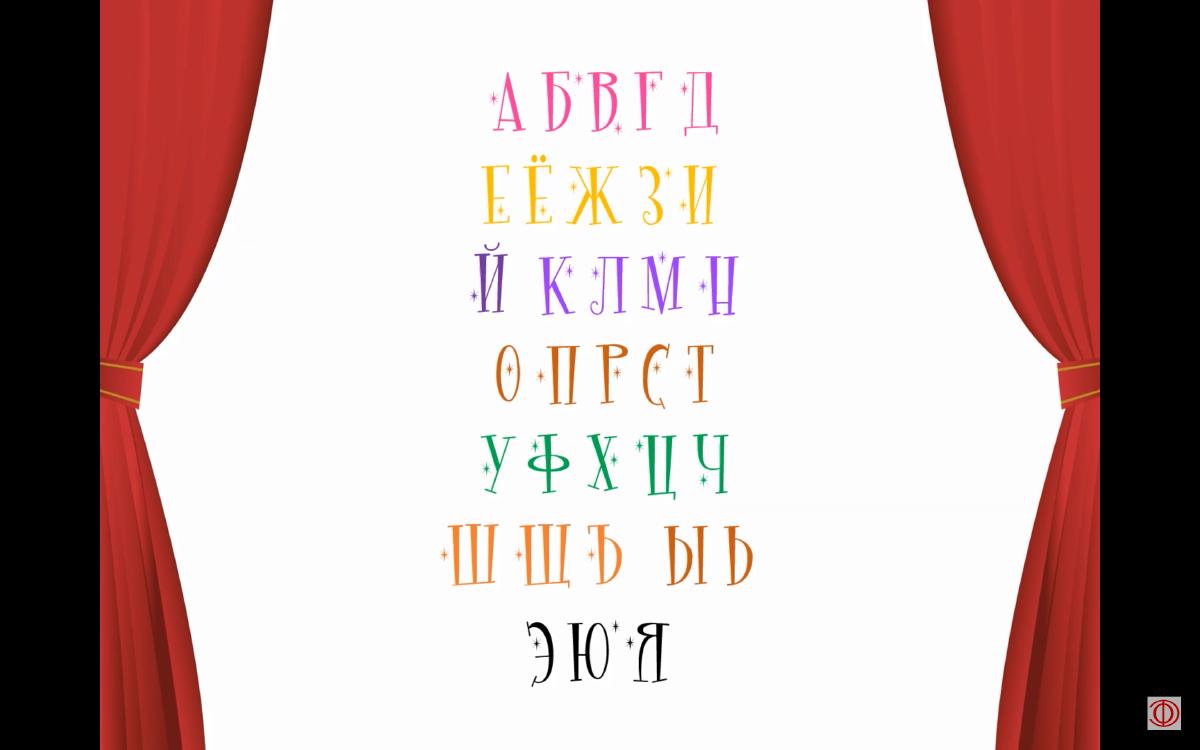 А Б В Г Д
Е Ё Ж З И
Й К Л М Н
О П Р С Т
У Ф Х Ц Ч
Ш Щ Ъ Ы Ь
Э Ю Я